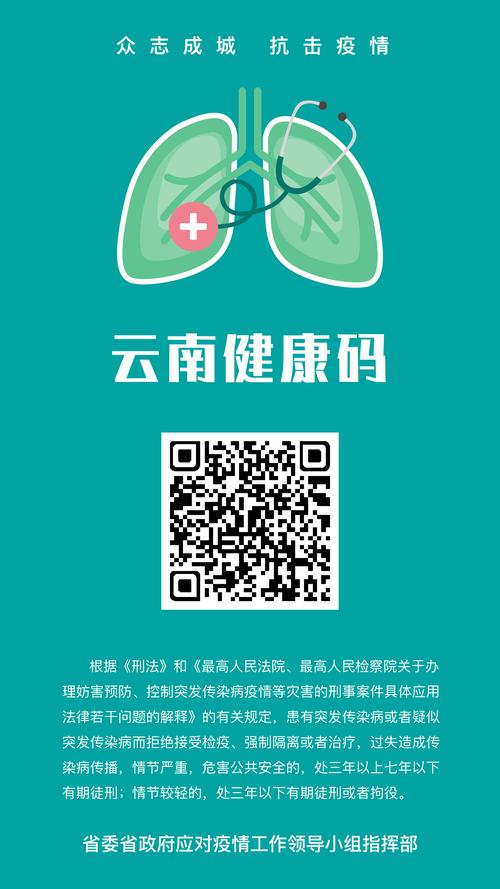 众志成城 抗击疫情
云南健康码
根据《刑法》和《最高人民法院、最高人民检察院关于办
理妨害预防、控制突发传染病疫情等灾害的刑事案件具体应用
法律若干问题的解释》的有关规定，患有突发传染病或者疑似
突发传染病而拒绝接受检疫、强制隔离或者治疗，过失造成传
染病传播，情节严重，危害公共安全的，处三年以上七年以下
有期徒刑；情节较轻的，处三年以下有期徒刑或者拘役。
省委省政府应对疫情工作领导小组指挥部